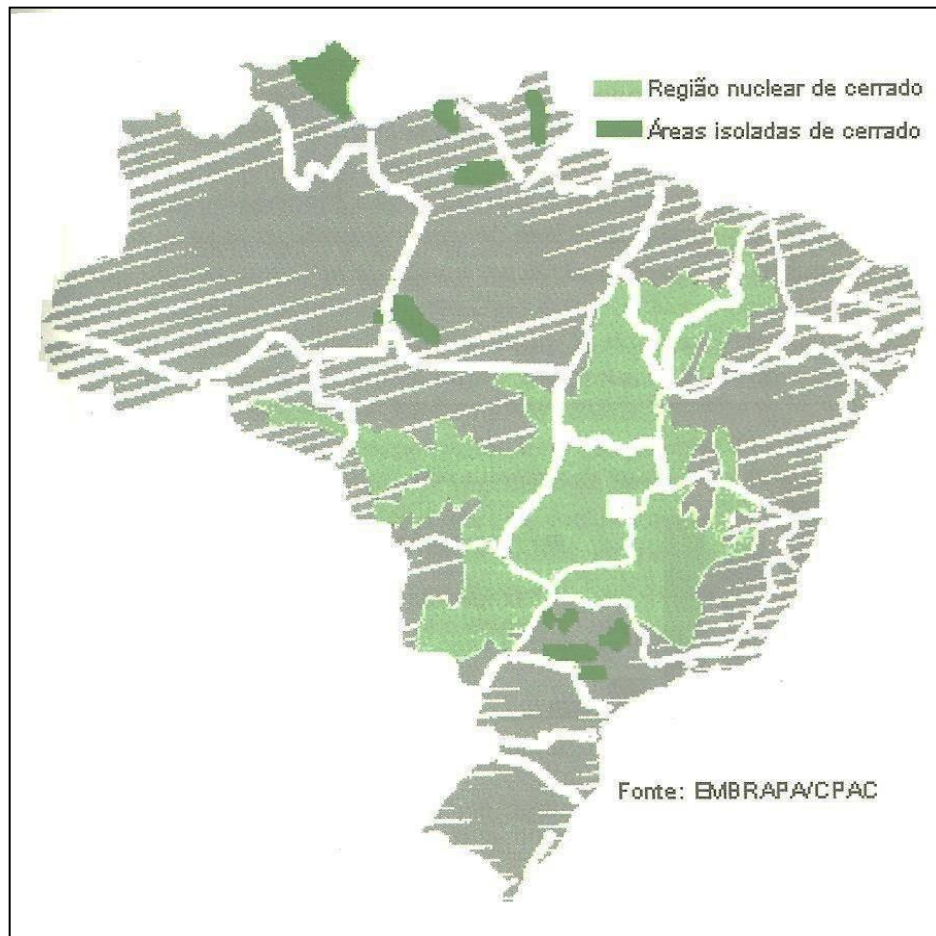 Região nuclear de cerrado
Áreas isoladas de cerrado
Fonte: EMBRAPA/CPAC